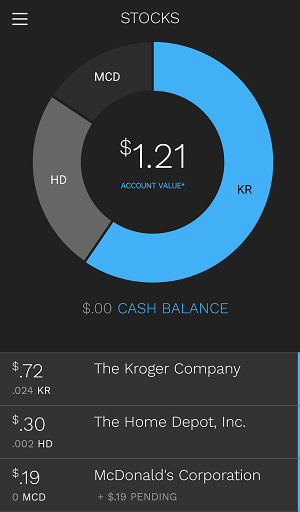 STOCKS
MCD
$1.21
ACCOUNT VALUE*
HD
KR
$.00 CASH BALANCE
$.72 The Kroger Company
.024 KR
$.30 The Home Depot, Inc.
.002 HD
$.19 McDonald's Corporation
0 MCD + $.19 PENDING